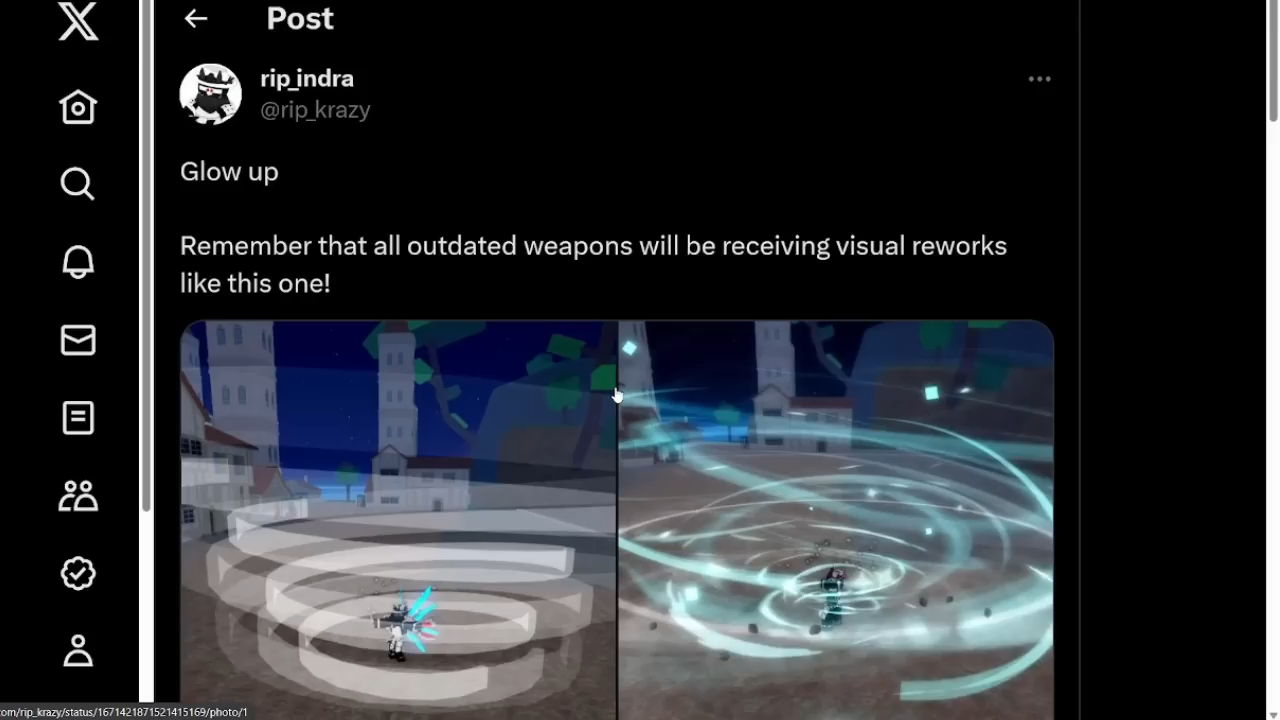 Post
rip_indra
@rip_krazy
Glow up
Remember that all outdated weapons will be receiving visual reworks
like this one!
com/rip_krazy/status/1671421871521415169/photo/1